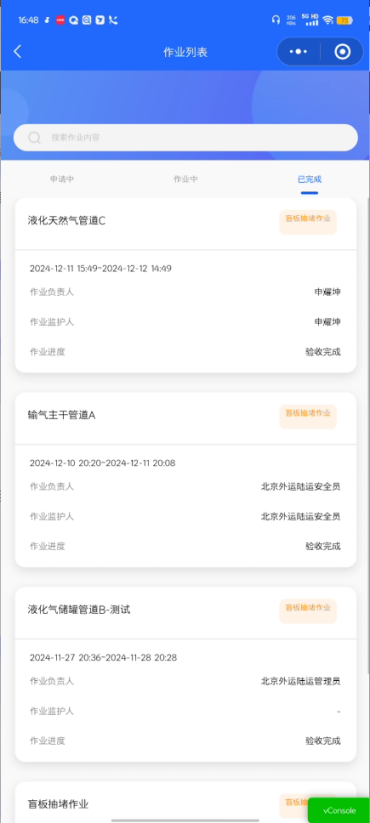 16:48
5G HD
71
作业列表
搜索作业内容
申请中 作业中 已完成
液化天然气管道C 盲板抽堵作业
2024-12-11 15:49~2024-12-12 14:49
作业负责人 申耀坤
作业监护人 申耀坤
作业进度 验收完成
输气主干管道A 盲板抽堵作业
2024-12-10 20:20~2024-12-11 20:08
作业负责人 北京外运陆运安全员
作业监护人 北京外运陆运安全员
作业进度 验收完成
液化气储罐管道B-测试 盲板抽堵作业
2024-11-27 20:36~2024-11-28 20:28
作业负责人 北京外运陆运管理员
作业监护人 -
作业进度 验收完成
盲板抽堵作业 盲板抽
vConsole